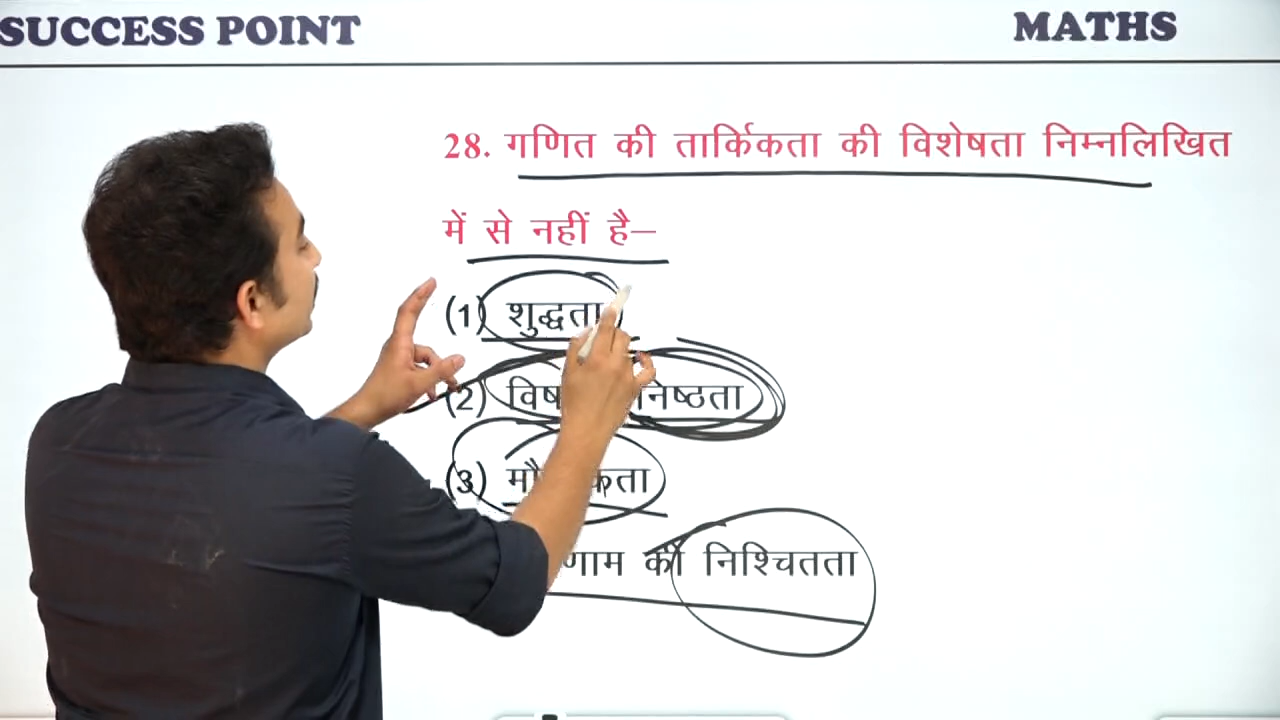 SUCCESS POINT
MATHS
28. गणित की तार्किकता की विशेषता निम्नलिखित
में से नहीं है–
(1) शुद्धता
(2)
(3)
की निश्चितता